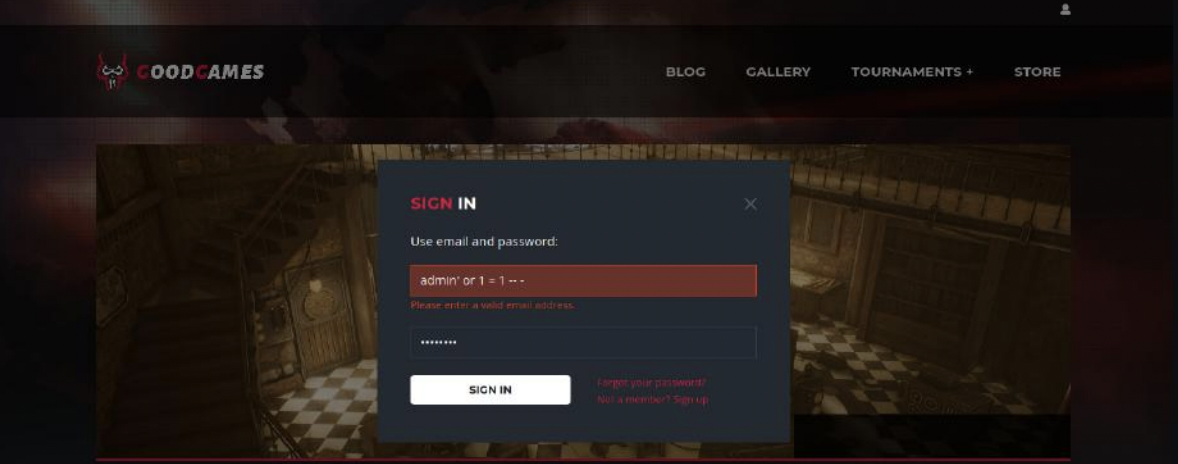 GOODGAMES
BLOG GALLERY TOURNAMENTS + STORE
SIGN IN
Use email and password:
admin' or 1 = 1 -- -
Please enter a valid email address.
••••••••
SIGN IN
Forgot your password?
Not a member? Sign up